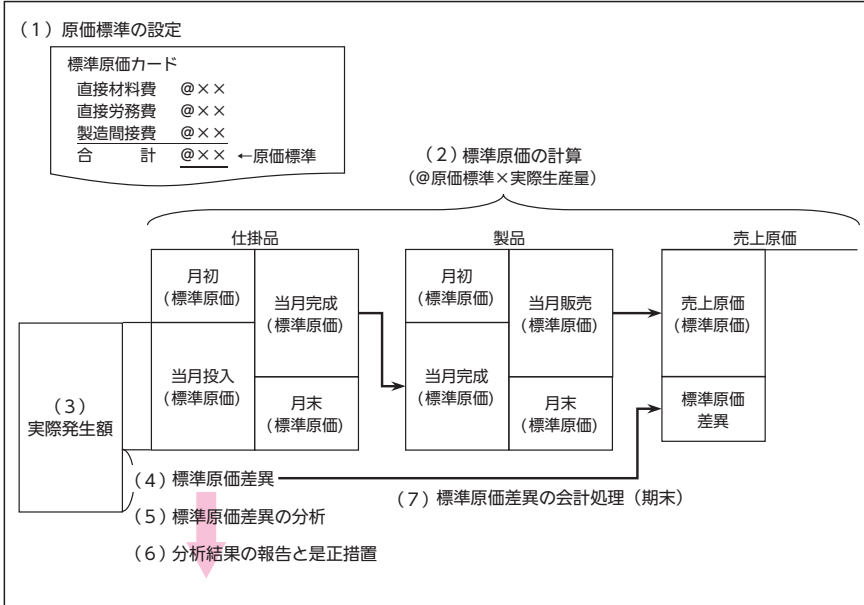 (1)原価標準の設定
標準原価カード
直接材料費 @××
直接労務費 @××
製造間接費 @××
合計 @×× ←原価標準
(2)標準原価の計算
(@原価標準×実際生産量)
仕掛品 製品 売上原価
月初
(標準原価)
当月完成
(標準原価)
月初
(標準原価)
当月販売
(標準原価)
売上原価
(標準原価)
(3)
実際発生額
当月投入
(標準原価)
月末
(標準原価)
当月完成
(標準原価)
月末
(標準原価)
標準原価
差異
(4)標準原価差異
(7)標準原価差異の会計処理(期末)
(5)標準原価差異の分析
(6)分析結果の報告と是正措置